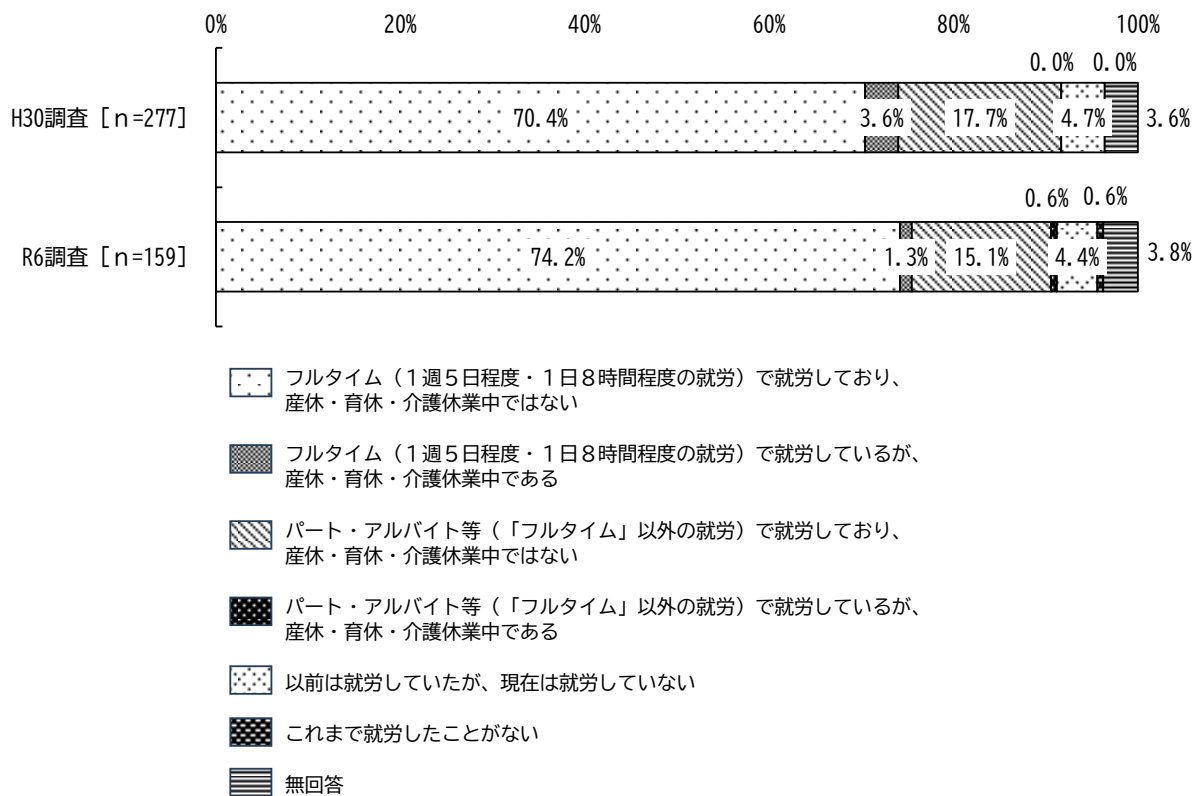 0% 20% 40% 60% 80% 100%
0.0% 0.0%
H30調査［ｎ=277］ 70.4% 3.6% 17.7% 4.7% 3.6%
0.6% 0.6%
R6調査［ｎ=159］ 74.2% 1.3% 15.1% 4.4% 3.8%
フルタイム（１週５日程度・１日８時間程度の就労）で就労しており、
産休・育休・介護休業中ではない
フルタイム（１週５日程度・１日８時間程度の就労）で就労しているが、
産休・育休・介護休業中である
パート・アルバイト等（「フルタイム」以外の就労）で就労しており、
産休・育休・介護休業中ではない
パート・アルバイト等（「フルタイム」以外の就労）で就労しているが、
産休・育休・介護休業中である
以前は就労していたが、現在は就労していない
これまで就労したことがない
無回答